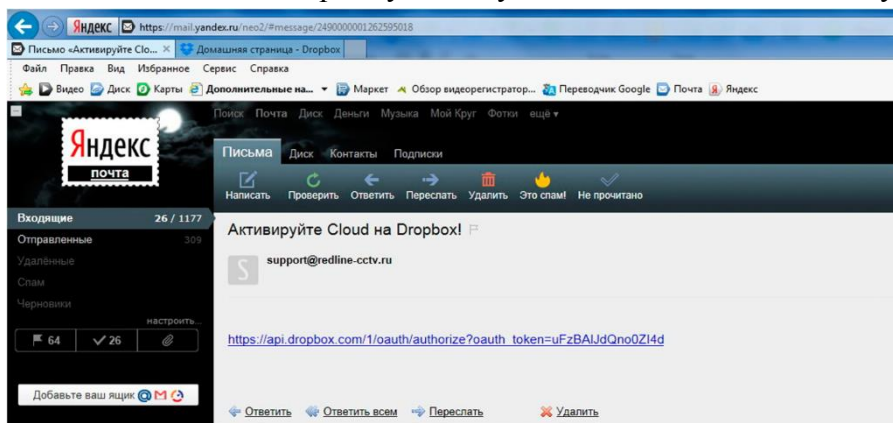 Яндекс https://mail.yandex.ru/neo2/#message/2490000001262595018
Письмо «Активируйте Clo... × Домашняя страница - Dropbox
Файл Правка Вид Избранное Сервис Справка
Видео Диск Карты Дополнительные на... Маркет Обзор видеорегистратор... Переводчик Google Почта Яндекс
Поиск Почта Диск Деньги Музыка Мой Круг Фотки ещё
Яндекс
почта
Письма Диск Контакты Подписки
Написать Проверить Ответить Переслать Удалить Это спам! Не прочитано
Входящие 26 / 1177
Отправленные 309
Удалённые
Спам
Черновики
настроить...
64 26
Добавьте ваш ящик
Активируйте Cloud на Dropbox!
S support@redline-cctv.ru
https://api.dropbox.com/1/oauth/authorize?oauth_token=uFzBAIJdQno0ZI4d
Ответить Ответить всем Переслать Удалить